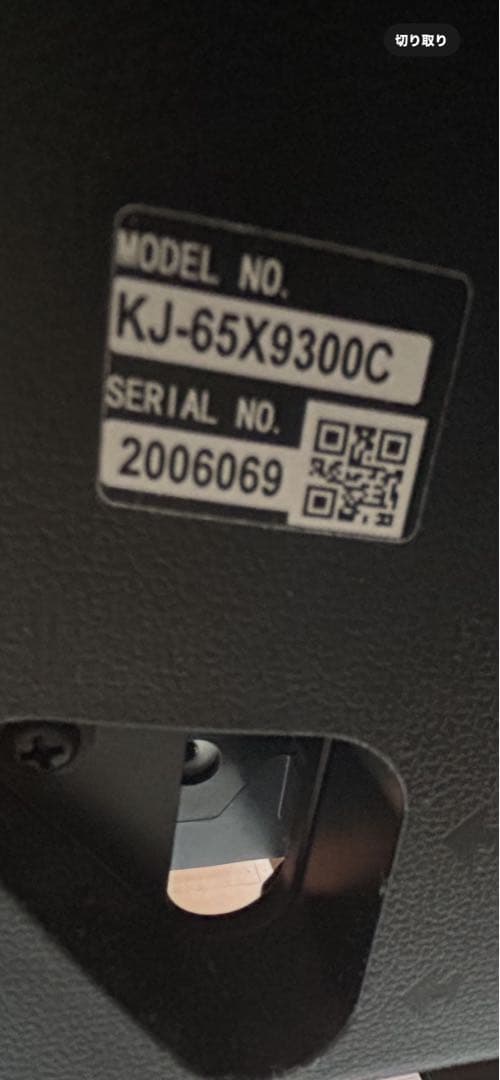 切り取り
MODEL NO.
KJ-65X9300C
SERIAL NO.
2006069